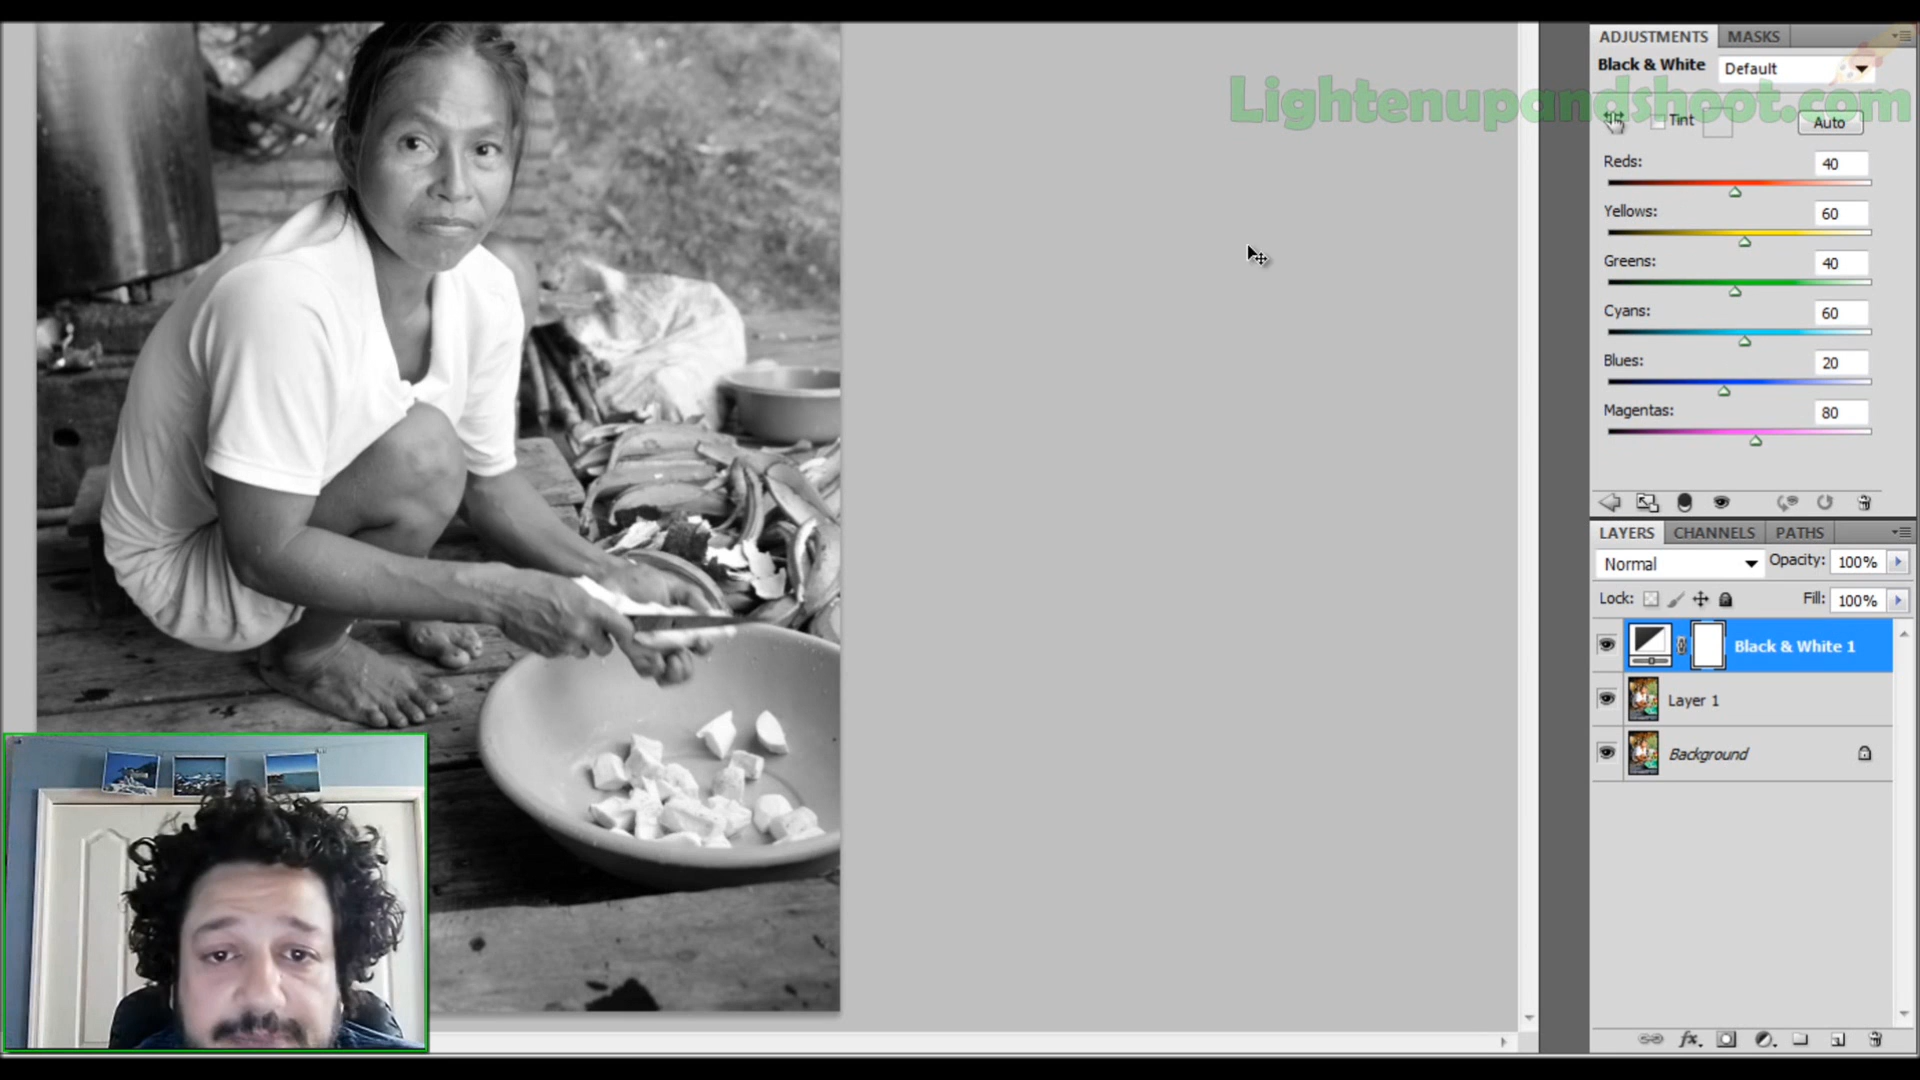 ADJUSTMENTS MASKS
Black & White Default
Lightenupandshoot.com
Tint Auto
Reds: 40
Yellows: 60
Greens: 40
Cyans: 60
Blues: 20
Magentas: 80
LAYERS CHANNELS PATHS
Normal Opacity: 100%
Lock: Fill: 100%
Black & White 1
Layer 1
Background
fx